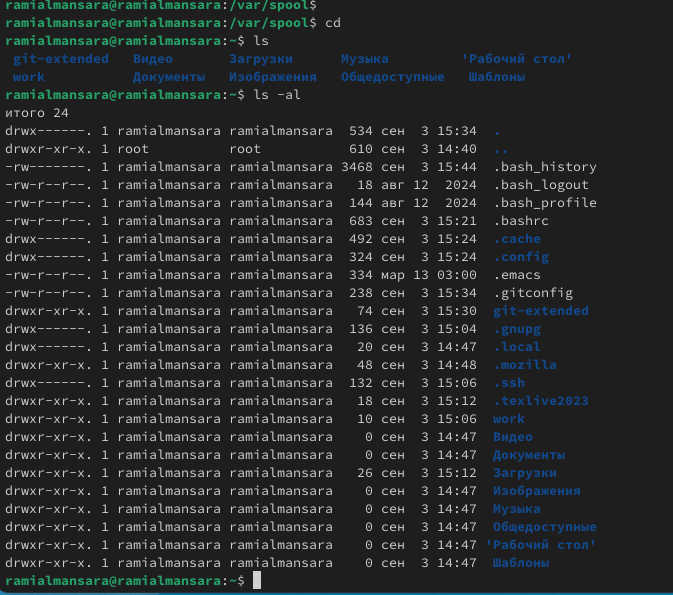 ramialmansara@ramialmansara:/var/spool$
ramialmansara@ramialmansara:/var/spool$ cd
ramialmansara@ramialmansara:~$ ls
git-extended Видео Загрузки Музыка 'Рабочий стол'
work Документы Изображения Общедоступные Шаблоны
ramialmansara@ramialmansara:~$ ls -al
итого 24
drwx------. 1 ramialmansara ramialmansara 534 сен 3 15:34 .
drwxr-xr-x. 1 root root 610 сен 3 14:40 ..
-rw-------. 1 ramialmansara ramialmansara 3468 сен 3 15:44 .bash_history
-rw-r--r--. 1 ramialmansara ramialmansara 18 авг 12 2024 .bash_logout
-rw-r--r--. 1 ramialmansara ramialmansara 144 авг 12 2024 .bash_profile
-rw-r--r--. 1 ramialmansara ramialmansara 683 сен 3 15:21 .bashrc
drwx------. 1 ramialmansara ramialmansara 492 сен 3 15:24 .cache
drwx------. 1 ramialmansara ramialmansara 324 сен 3 15:24 .config
-rw-r--r--. 1 ramialmansara ramialmansara 334 мар 13 03:00 .emacs
-rw-r--r--. 1 ramialmansara ramialmansara 238 сен 3 15:34 .gitconfig
drwxr-xr-x. 1 ramialmansara ramialmansara 74 сен 3 15:30 git-extended
drwx------. 1 ramialmansara ramialmansara 136 сен 3 15:04 .gnupg
drwx------. 1 ramialmansara ramialmansara 20 сен 3 14:47 .local
drwxr-xr-x. 1 ramialmansara ramialmansara 48 сен 3 14:48 .mozilla
drwx------. 1 ramialmansara ramialmansara 132 сен 3 15:06 .ssh
drwxr-xr-x. 1 ramialmansara ramialmansara 18 сен 3 15:12 .texlive2023
drwxr-xr-x. 1 ramialmansara ramialmansara 10 сен 3 15:06 work
drwxr-xr-x. 1 ramialmansara ramialmansara 0 сен 3 14:47 Видео
drwxr-xr-x. 1 ramialmansara ramialmansara 0 сен 3 14:47 Документы
drwxr-xr-x. 1 ramialmansara ramialmansara 26 сен 3 15:12 Загрузки
drwxr-xr-x. 1 ramialmansara ramialmansara 0 сен 3 14:47 Изображения
drwxr-xr-x. 1 ramialmansara ramialmansara 0 сен 3 14:47 Музыка
drwxr-xr-x. 1 ramialmansara ramialmansara 0 сен 3 14:47 Общедоступные
drwxr-xr-x. 1 ramialmansara ramialmansara 0 сен 3 14:47 'Рабочий стол'
drwxr-xr-x. 1 ramialmansara ramialmansara 0 сен 3 14:47 Шаблоны
ramialmansara@ramialmansara:~$